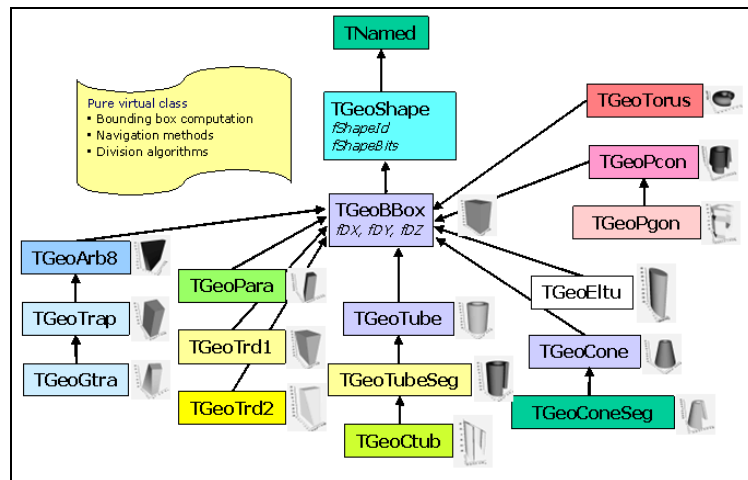 TNamed
Pure virtual class
• Bounding box computation
• Navigation methods
• Division algorithms
TGeoShape
fShapeId
fShapeBits
TGeoTorus
TGeoPcon
TGeoPgon
TGeoBBox
fDX, fDY, fDZ
TGeoArb8
TGeoPara
TGeoEltu
TGeoTrap
TGeoTube
TGeoTrd1
TGeoCone
TGeoGtra
TGeoTubeSeg
TGeoTrd2
TGeoConeSeg
TGeoCtub